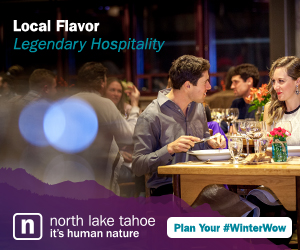 Local Flavor
Legendary Hospitality
n
north lake tahoe
it's human nature
Plan Your #WinterWow